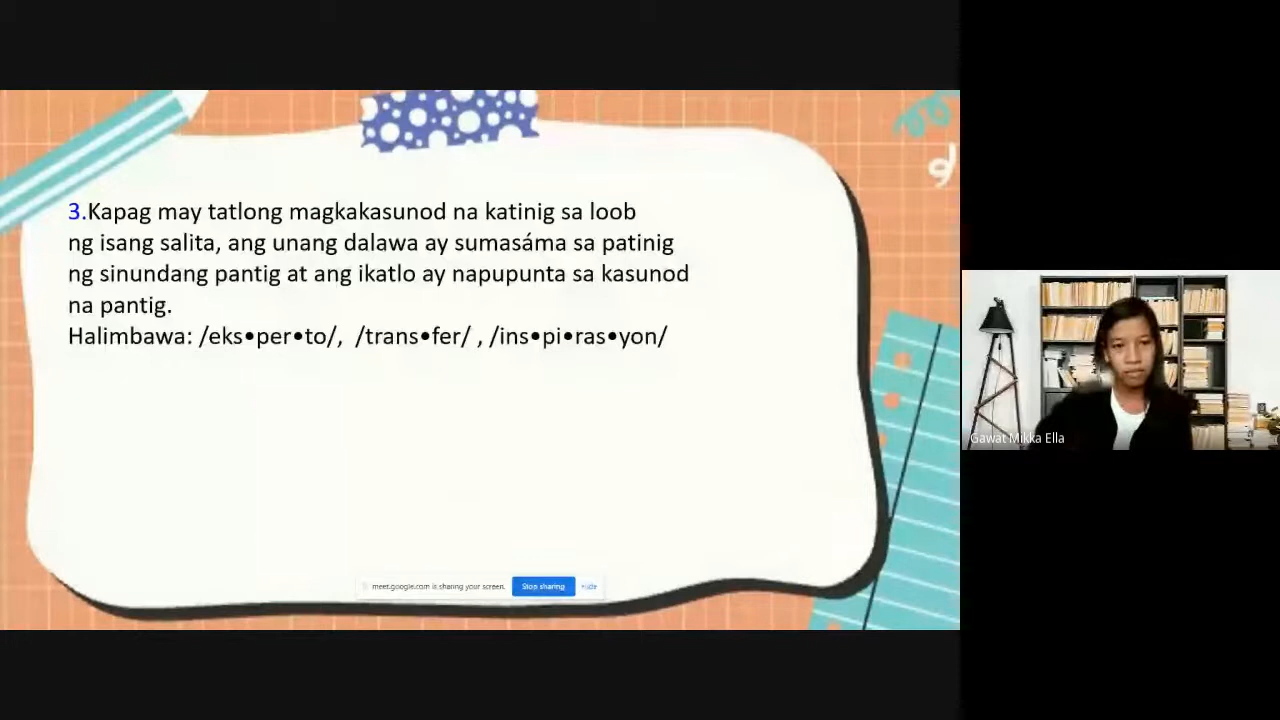 3.Kapag may tatlong magkakasunod na katinig sa loob
ng isang salita, ang unang dalawa ay sumasáma sa patinig
ng sinundang pantig at ang ikatlo ay napupunta sa kasunod
na pantig.
Halimbawa: /eks•per•to/, /trans•fer/ , /ins•pi•ras•yon/
Gawat Mikka Ella
meet.google.com is sharing your screen. Stop sharing Hide